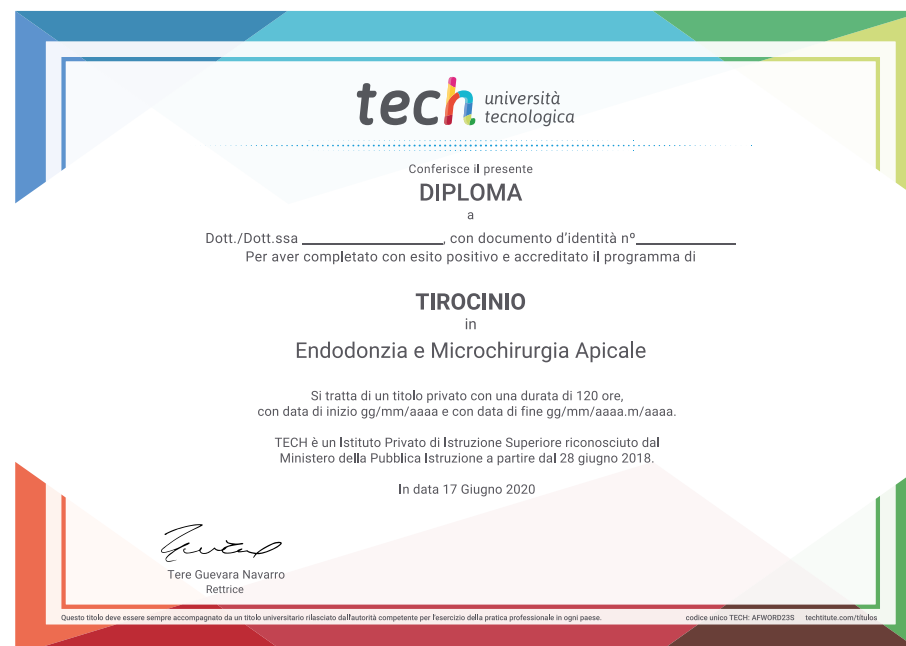 tech università
tecnologica
Conferisce il presente
DIPLOMA
a
Dott./Dott.ssa ____________________, con documento d'identità nº______________
Per aver completato con esito positivo e accreditato il programma di
TIROCINIO
in
Endodonzia e Microchirurgia Apicale
Si tratta di un titolo privato con una durata di 120 ore,
con data di inizio gg/mm/aaaa e con data di fine gg/mm/aaaa.m/aaaa.
TECH è un Istituto Privato di Istruzione Superiore riconosciuto dal
Ministero della Pubblica Istruzione a partire dal 28 giugno 2018.
In data 17 Giugno 2020
Tere Guevara Navarro
Rettrice
Questo titolo deve essere sempre accompagnato da un titolo universitario rilasciato dall'autorità competente per l'esercizio della pratica professionale in ogni paese. codice unico TECH: AFWORD23S techtitute.com/títulos